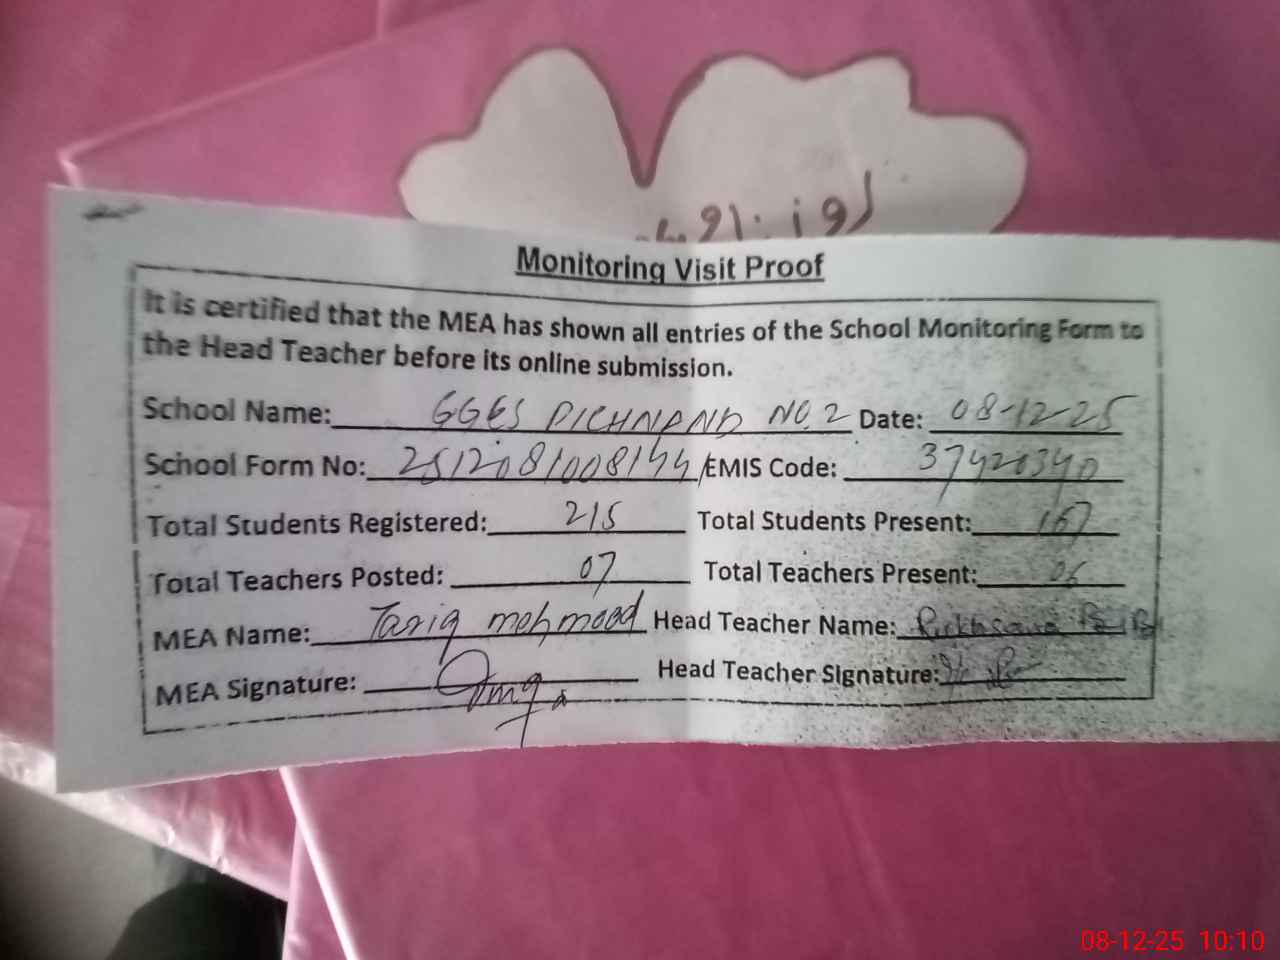 Monitoring Visit Proof
It is certified that the MEA has shown all entries of the School Monitoring Form to
the Head Teacher before its online submission.
School Name: GGES PICHNAND NO. 2 Date: 08-12-25
School Form No: 2512081008144 /EMIS Code: 37420340
Total Students Registered: 215 Total Students Present: 167
Total Teachers Posted: 07 Total Teachers Present: 06
MEA Name: Tariq mehmood Head Teacher Name: Rukhsana
MEA Signature: Head Teacher Signature:
08-12-25 10:10